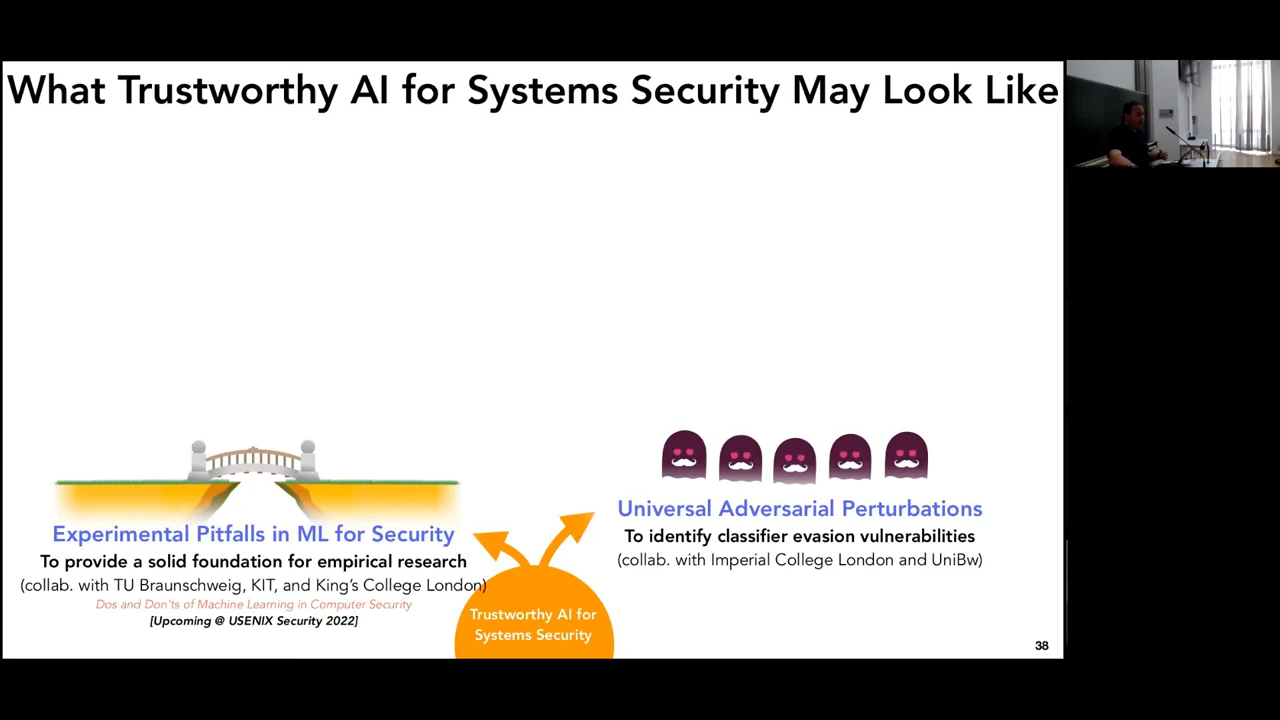 What Trustworthy AI for Systems Security May Look Like
Experimental Pitfalls in ML for Security
To provide a solid foundation for empirical research
(collab. with TU Braunschweig, KIT, and King's College London)
Dos and Don'ts of Machine Learning in Computer Security
[Upcoming @ USENIX Security 2022]
Universal Adversarial Perturbations
To identify classifier evasion vulnerabilities
(collab. with Imperial College London and UniBw)
Trustworthy AI for
Systems Security
38